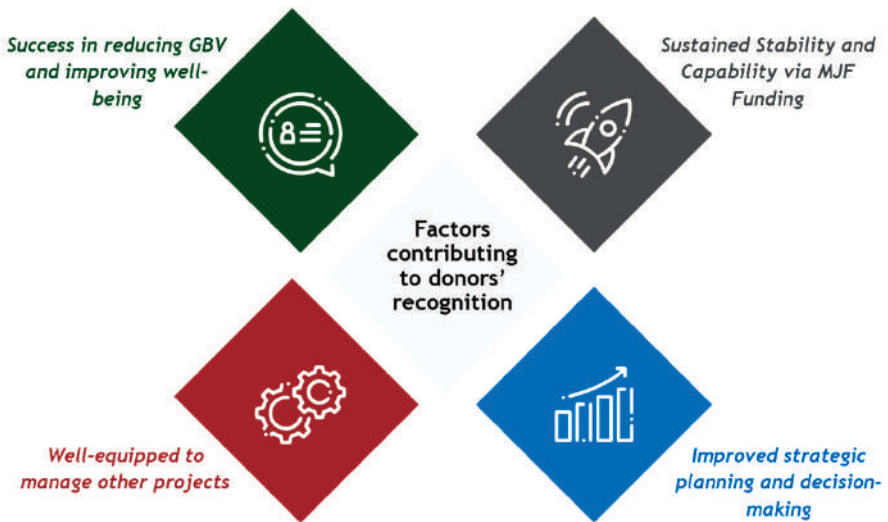 Success in reducing GBV
and improving well-
being
Sustained Stability and
Capability via MJF
Funding
Factors
contributing
to donors'
recognition
Well-equipped to
manage other projects
Improved strategic
planning and decision-
making